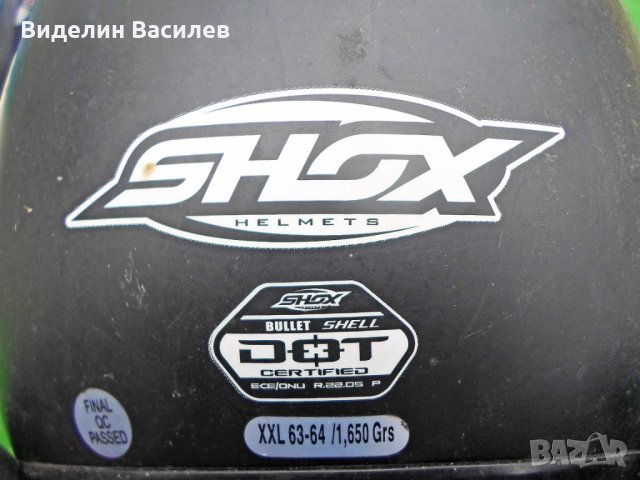 Виделин Василев
SHOX
HELMETS
SHOX
BULLET SHELL
DOT
CERTIFIED
ECE/ONU R.22.05 P
FINAL
QC
PASSED
XXL 63-64 /1,650 Grs
BAZAR